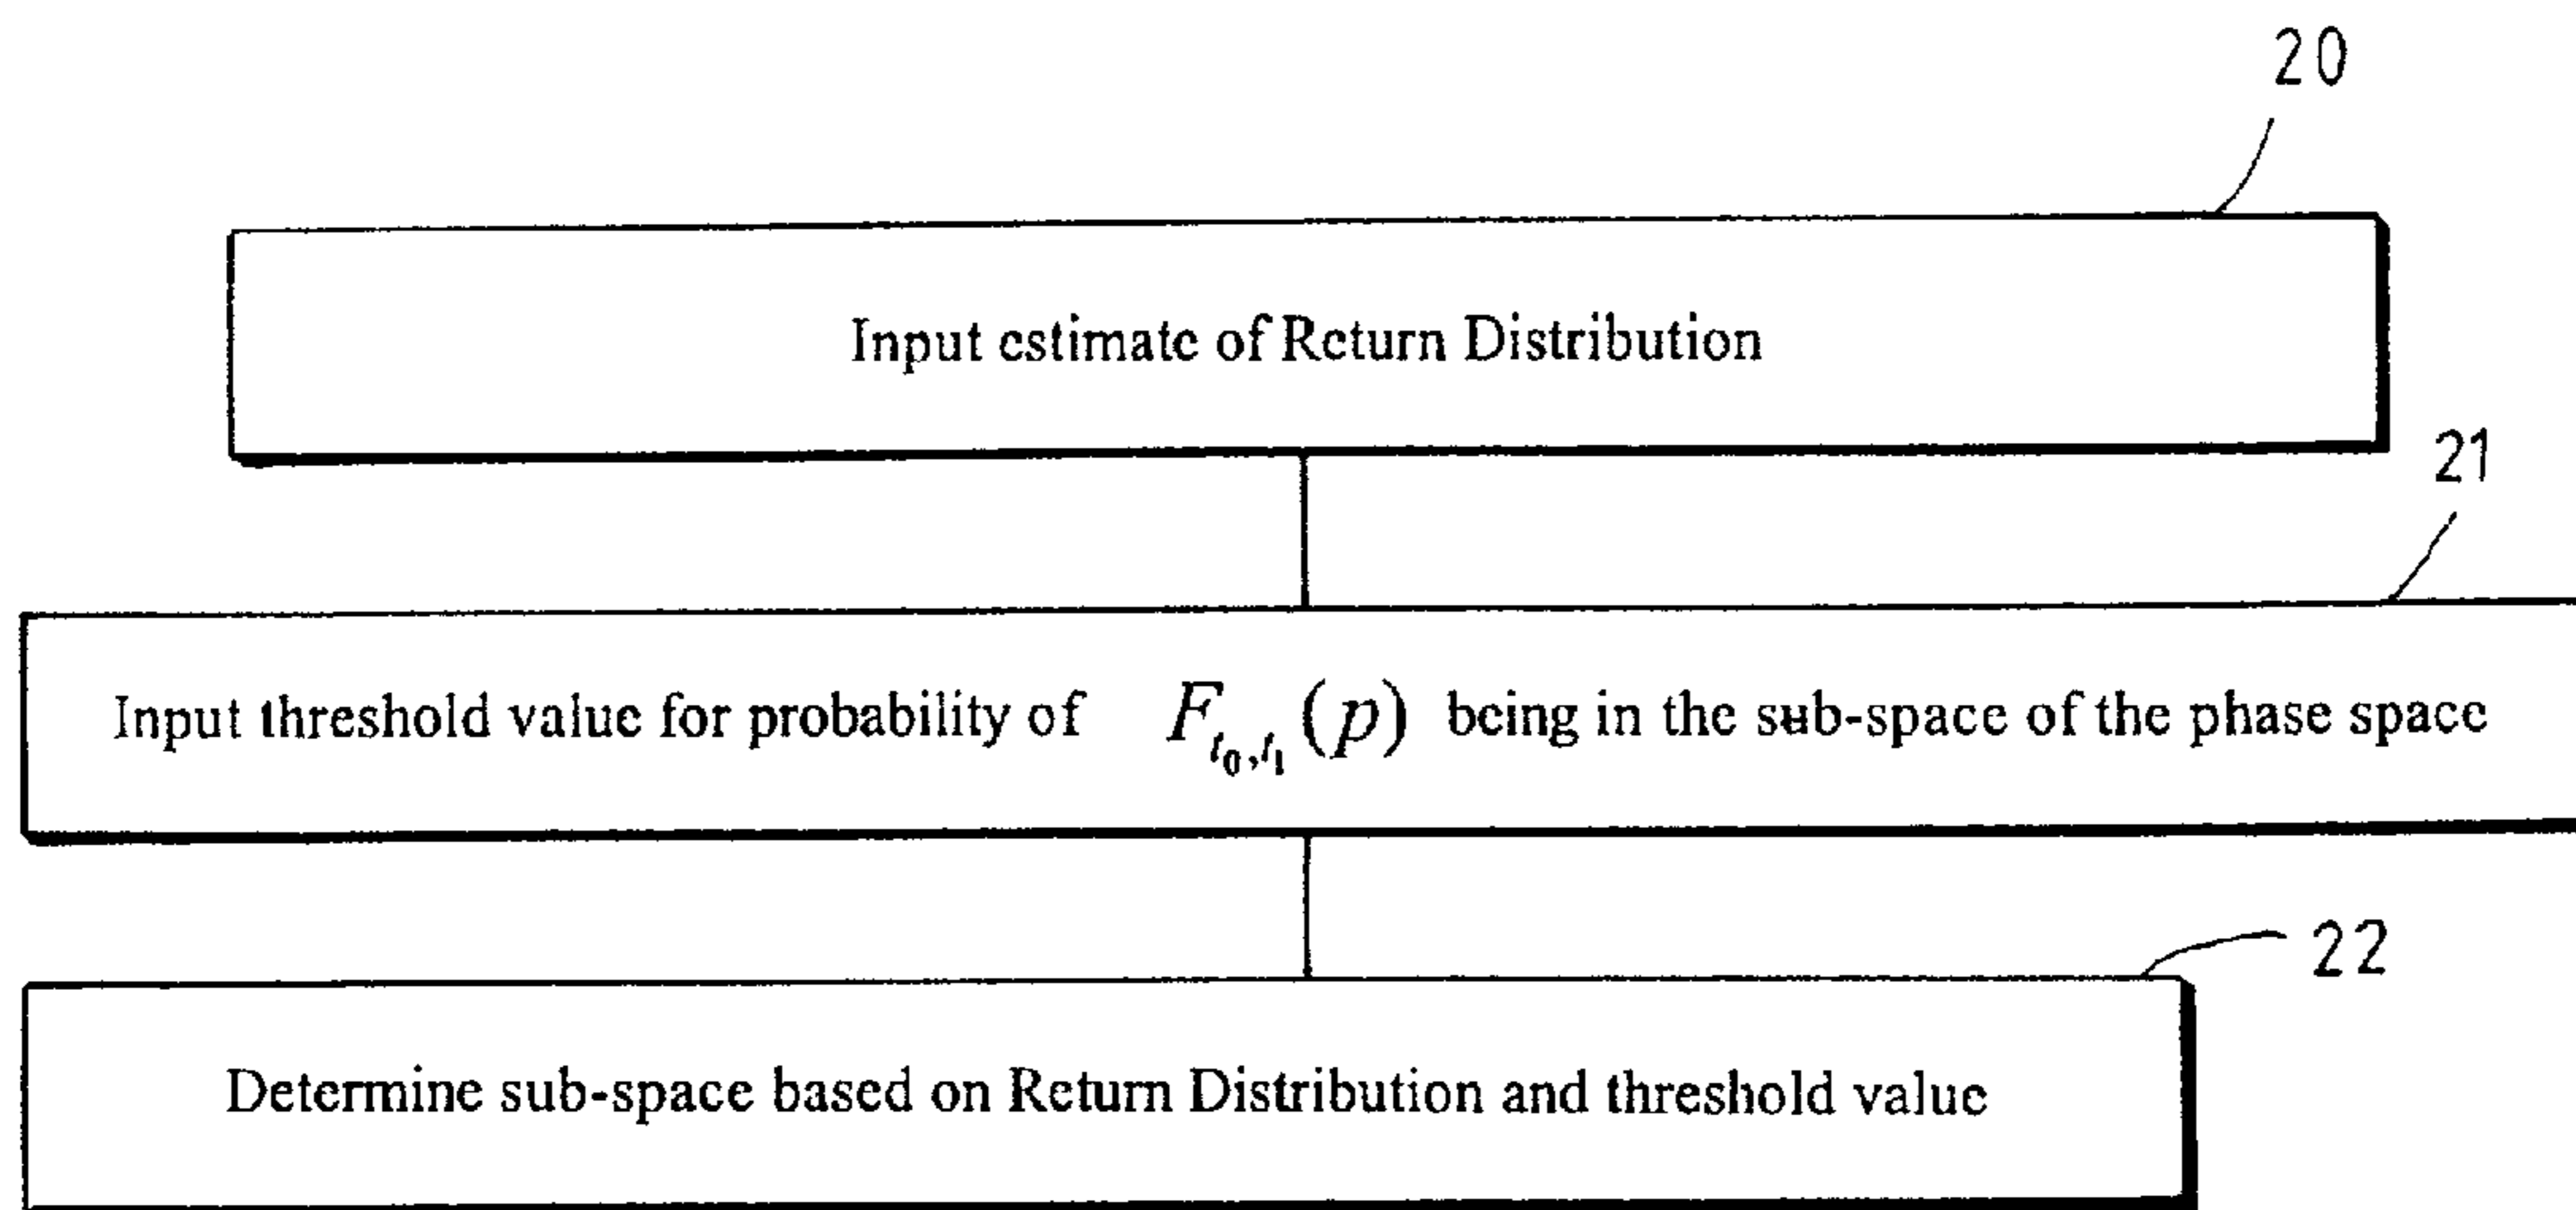 20
Input estimate of Return Distribution
21
Input threshold value for probability of F_{t_0,t_1}(p) being in the sub-space of the phase space
22
Determine sub-space based on Return Distribution and threshold value